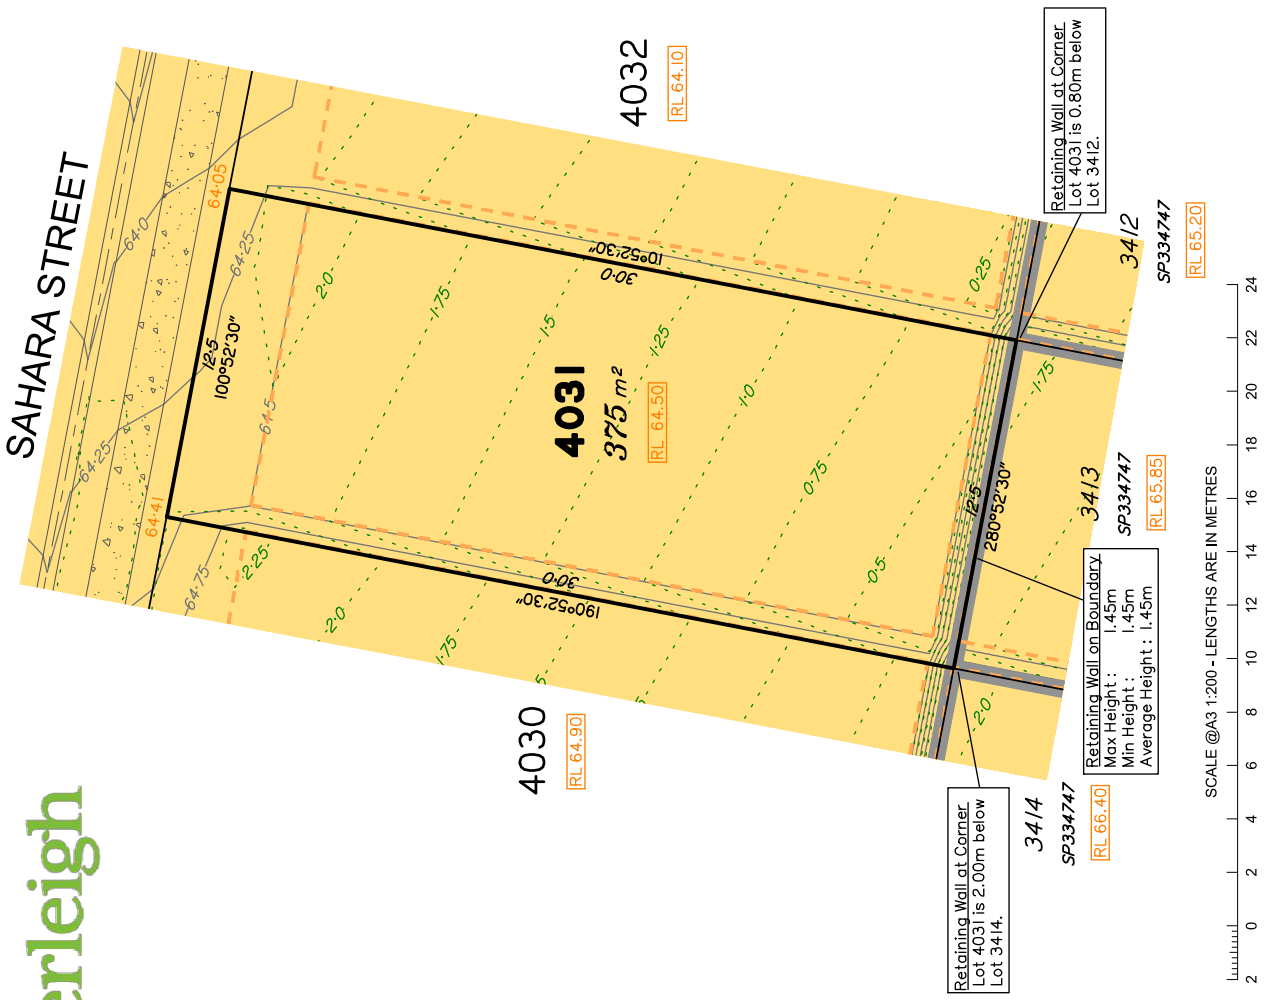 SAHARA STREET
4032
RL 64.10
64·05
64·0
64·25
64·25
12·5
100°52'30"
64·5
64·41
64·75
10°52'30"
30·0
2·0
1·75
1·5
1·25
1·0
0·75
0·5
0·25
4031
375 m²
RL 64.50
30·0
190°52'30"
2·25
2·0
1·75
5
5
4030
RL 64.90
12·5
280°52'30"
1·75
2·0
Retaining Wall at Corner
Lot 4031 is 0.80m below
Lot 3412.
3412
SP334747
RL 65.20
3413
SP334747
RL 65.85
Retaining Wall on Boundary
Max Height : 1.45m
Min Height : 1.45m
Average Height : 1.45m
Retaining Wall at Corner
Lot 4031 is 2.00m below
Lot 3414.
3414
SP334747
RL 66.40
erleigh
SCALE @A3 1:200 - LENGTHS ARE IN METRES
2 0 2 4 6 8 10 12 14 16 18 20 22 24